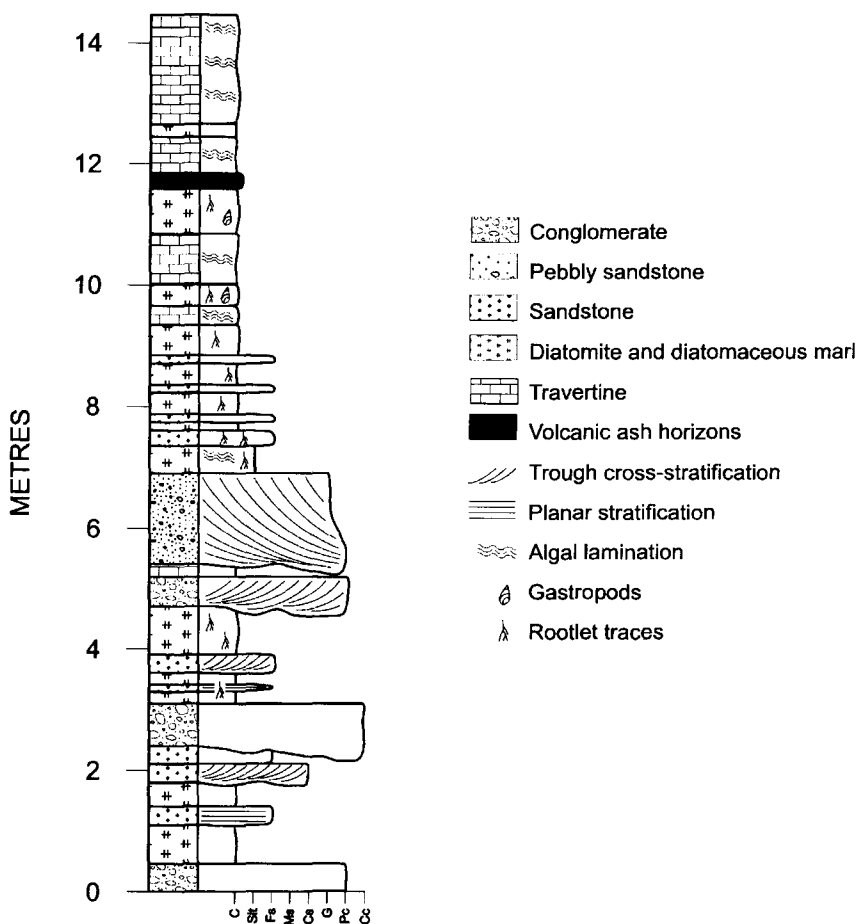 14
12
10
8
6
4
2
0
METRES
C Slt Fs Ms Cs G Pc Cc
Conglomerate
Pebbly sandstone
Sandstone
Diatomite and diatomaceous marl
Travertine
Volcanic ash horizons
Trough cross-stratification
Planar stratification
Algal lamination
Gastropods
Rootlet traces